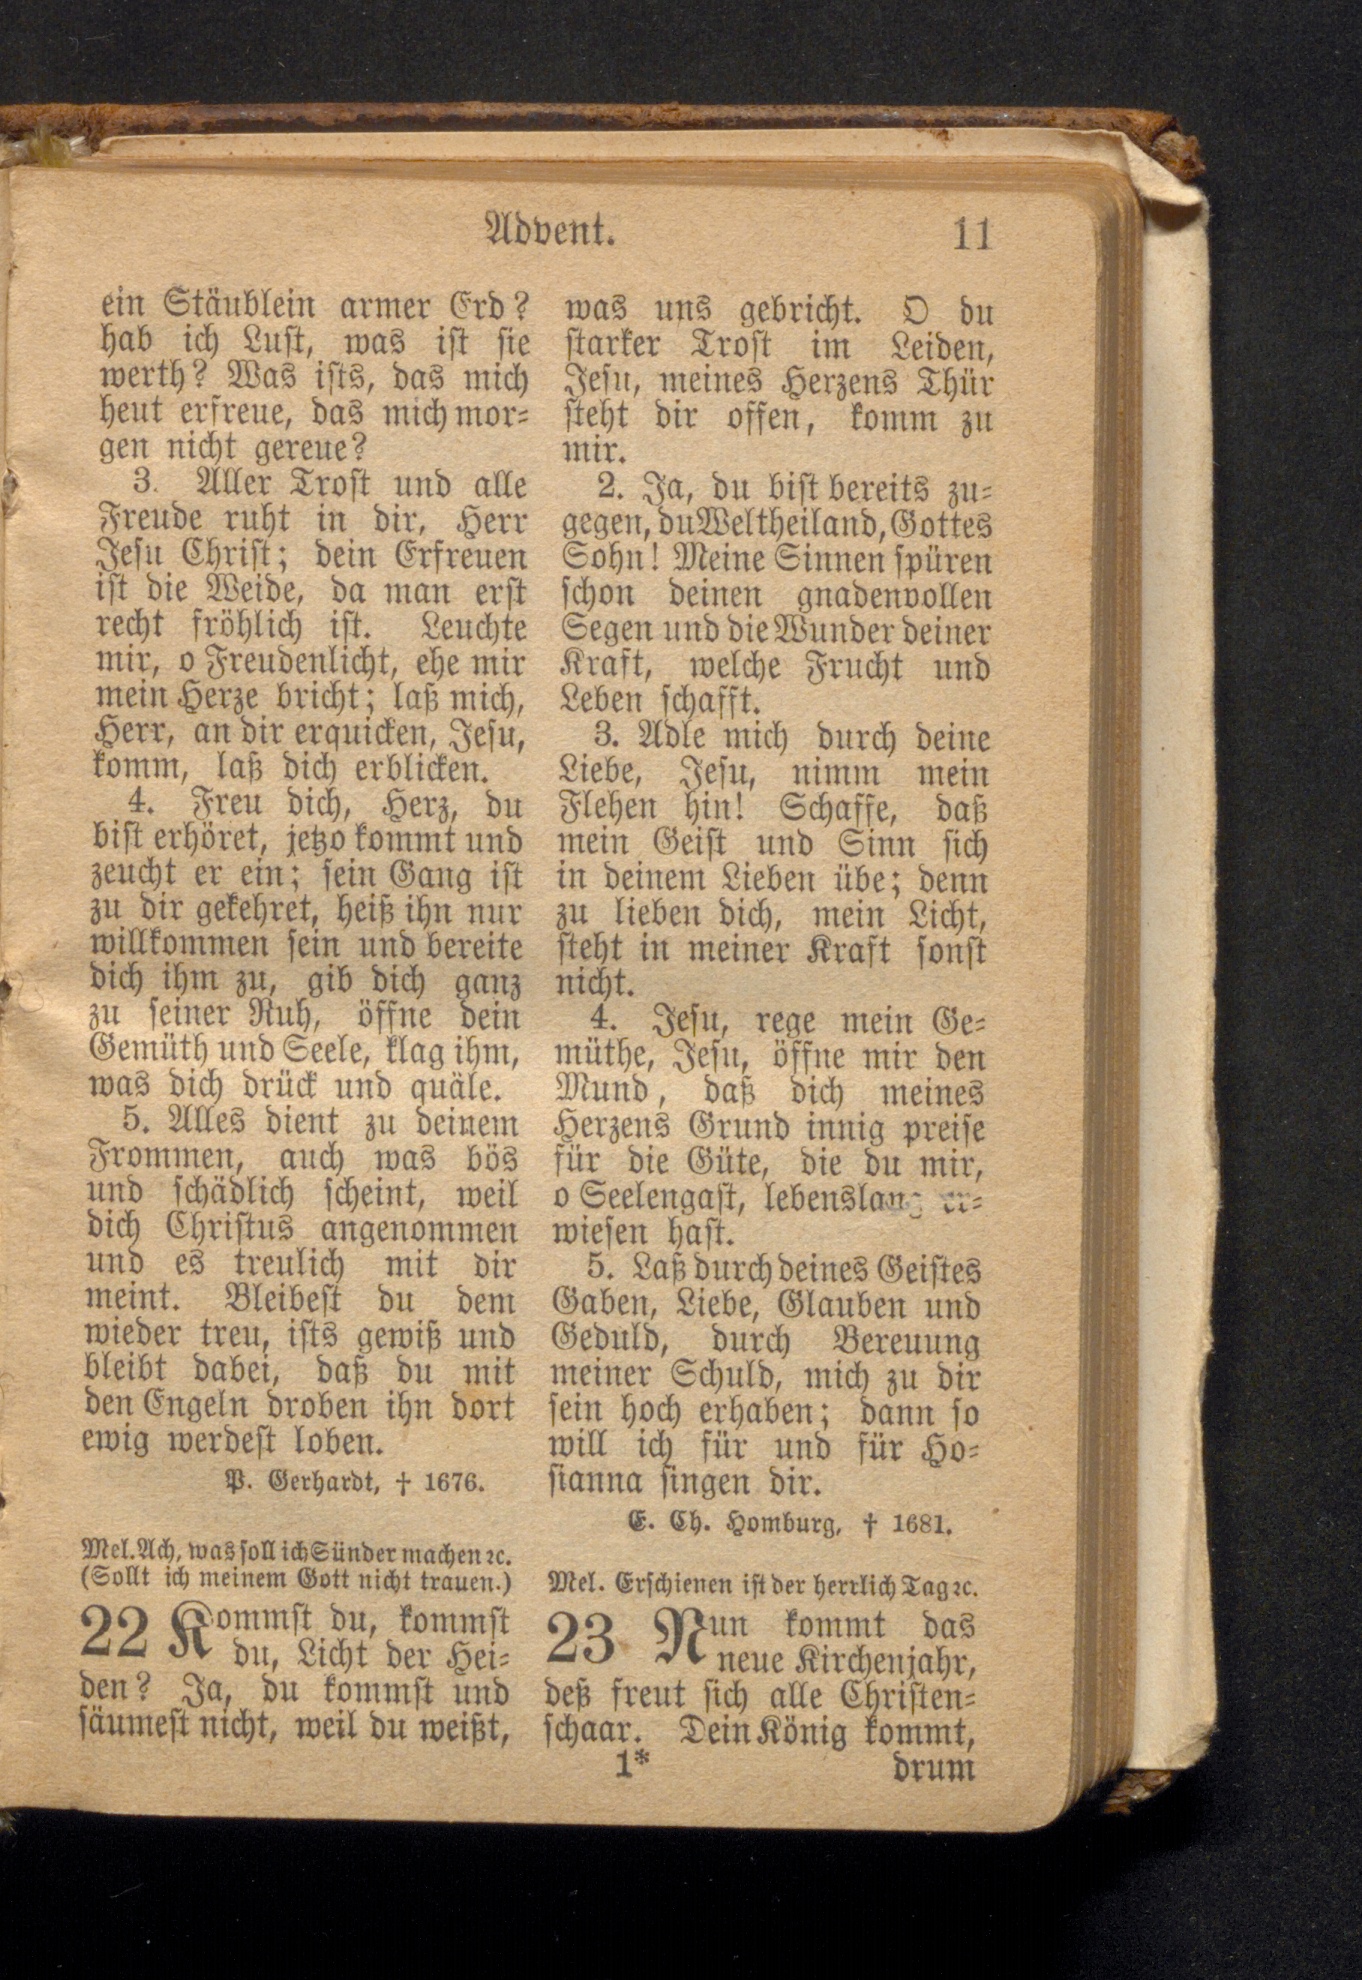 Advent. 11
ein Stäublein armer Erd?
hab ich Lust, was ist sie
werth? Was ists, das mich
heut erfreue, das mich mor-
gen nicht gereue?
3. Aller Trost und alle
Freude ruht in dir, Herr
Jesu Christ; dein Erfreuen
ist die Weide, da man erst
recht fröhlich ist. Leuchte
mir, o Freudenlicht, ehe mir
mein Herze bricht; laß mich,
Herr, an dir erquicken, Jesu,
komm, laß dich erblicken.
4. Freu dich, Herz, du
bist erhöret, jetzo kommt und
zeucht er ein; sein Gang ist
zu dir gekehret, heiß ihn nur
willkommen sein und bereite
dich ihm zu, gib dich ganz
zu seiner Ruh, öffne dein
Gemüth und Seele, klag ihm,
was dich drück und quäle.
5. Alles dient zu deinem
Frommen, auch was bös
und schädlich scheint, weil
dich Christus angenommen
und es treulich mit dir
meint. Bleibest du dem
wieder treu, ists gewiß und
bleibt dabei, daß du mit
den Engeln droben ihn dort
ewig werdest loben.
P. Gerhardt, † 1676.
Mel. Ach, was soll ich Sünder machen ꝛc.
(Sollt ich meinem Gott nicht trauen.)
22 Kommst du, kommst
du, Licht der Hei-
den? Ja, du kommst und
säumest nicht, weil du weißt,
was uns gebricht. O du
starker Trost im Leiden,
Jesu, meines Herzens Thür
steht dir offen, komm zu
mir.
2. Ja, du bist bereits zu-
gegen, du Weltheiland, Gottes
Sohn! Meine Sinnen spüren
schon deinen gnadenvollen
Segen und die Wunder deiner
Kraft, welche Frucht und
Leben schafft.
3. Adle mich durch deine
Liebe, Jesu, nimm mein
Flehen hin! Schaffe, daß
mein Geist und Sinn sich
in deinem Lieben übe; denn
zu lieben dich, mein Licht,
steht in meiner Kraft sonst
nicht.
4. Jesu, rege mein Ge-
müthe, Jesu, öffne mir den
Mund, daß dich meines
Herzens Grund innig preise
für die Güte, die du mir,
o Seelengast, lebenslang er-
wiesen hast.
5. Laß durch deines Geistes
Gaben, Liebe, Glauben und
Geduld, durch Bereuung
meiner Schuld, mich zu dir
sein hoch erhaben; dann so
will ich für und für Ho-
sianna singen dir.
E. Ch. Homburg, † 1681.
Mel. Erschienen ist der herrlich Tag ꝛc.
23 Nun kommt das
neue Kirchenjahr,
deß freut sich alle Christen-
schaar. Dein König kommt,
1* drum